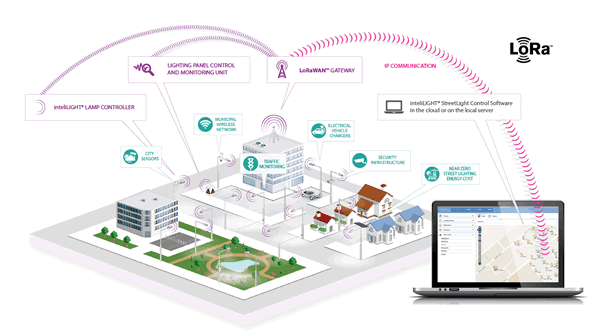 LoRa™
LIGHTING PANEL CONTROL
AND MONITORING UNIT
LoRaWAN™ GATEWAY
IP COMMUNICATION
inteliLIGHT® LAMP CONTROLLER
inteliLIGHT® StreetLight Control Software
in the cloud or on the local server
MUNICIPAL
WIRELESS
NETWORK
ELECTRICAL
VEHICLE
CHARGERS
CITY
SENSORS
TRAFFIC
MONITORING
SECURITY
INFRASTRUCTURE
NEAR ZERO
STREET LIGHTING
ENERGY COST